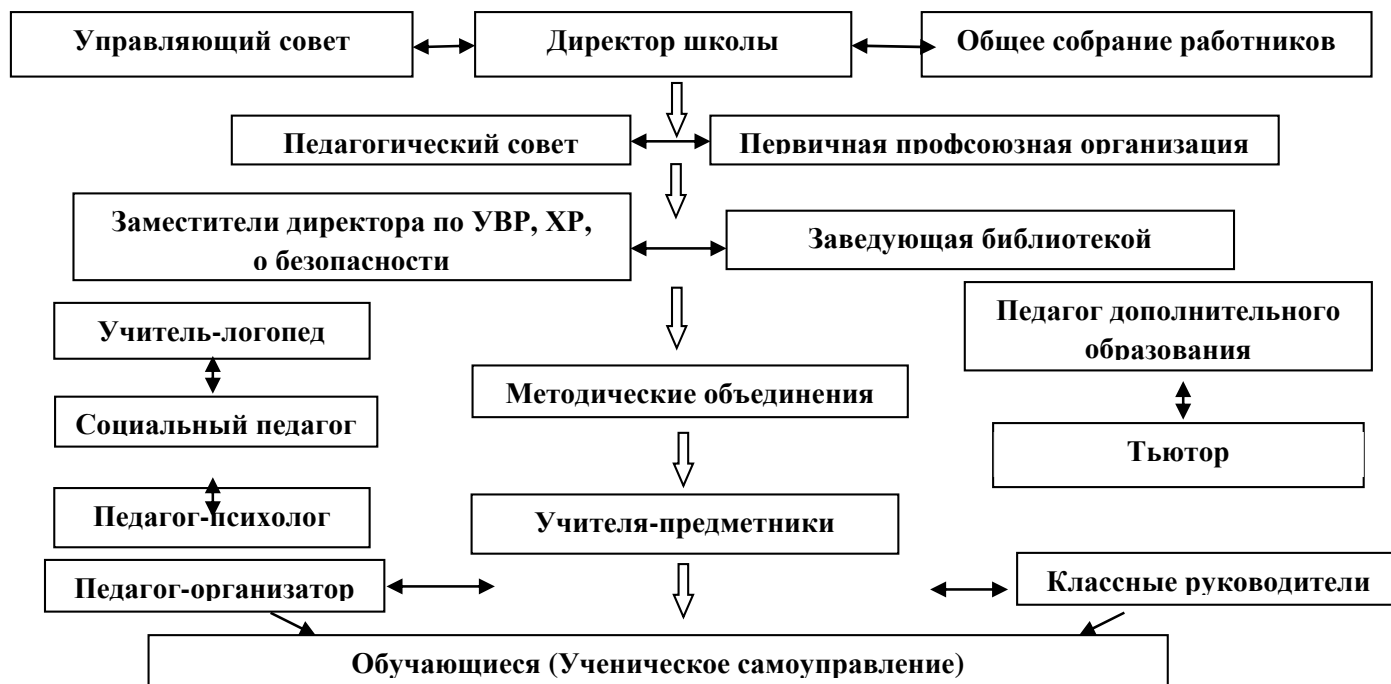 Управляющий совет
Директор школы
Общее собрание работников
Педагогический совет
Первичная профсоюзная организация
Заместители директора по УВР, ХР,
о безопасности
Заведующая библиотекой
Учитель-логопед
Педагог дополнительного
образования
Социальный педагог
Методические объединения
Тьютор
Педагог-психолог
Учителя-предметники
Педагог-организатор
Классные руководители
Обучающиеся (Ученическое самоуправление)